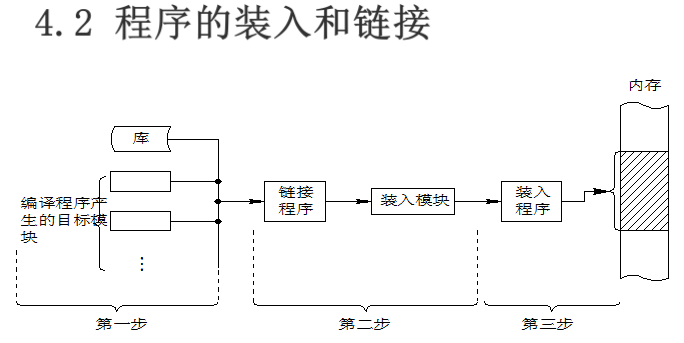 4.2 程序的装入和链接
内存
库
编译程序产
生的目标模
块
链接
程序
装入模块
装入
程序
⋮
第一步
第二步
第三步